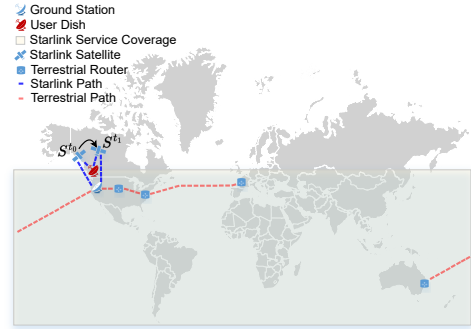 Ground Station
User Dish
Starlink Service Coverage
Starlink Satellite
Terrestrial Router
Starlink Path
Terrestrial Path
S^{t_0}
S^{t_1}